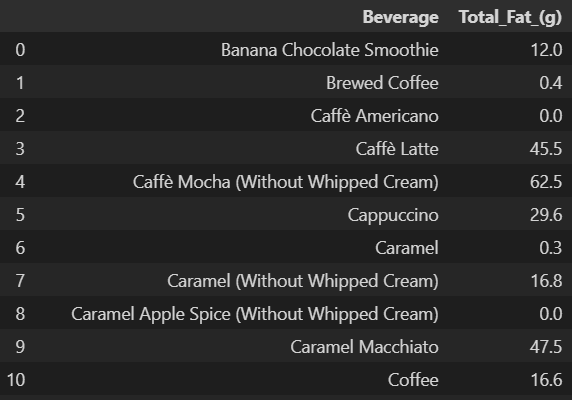 Beverage Total_Fat_(g)
0 Banana Chocolate Smoothie 12.0
1 Brewed Coffee 0.4
2 Caffè Americano 0.0
3 Caffè Latte 45.5
4 Caffè Mocha (Without Whipped Cream) 62.5
5 Cappuccino 29.6
6 Caramel 0.3
7 Caramel (Without Whipped Cream) 16.8
8 Caramel Apple Spice (Without Whipped Cream) 0.0
9 Caramel Macchiato 47.5
10 Coffee 16.6